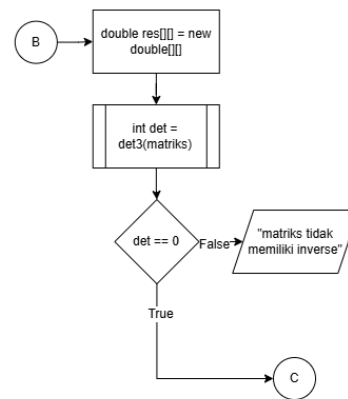 B
double res[][] = new
double[][]
int det =
det3(matriks)
det == 0
False
"matriks tidak
memiliki inverse"
True
C